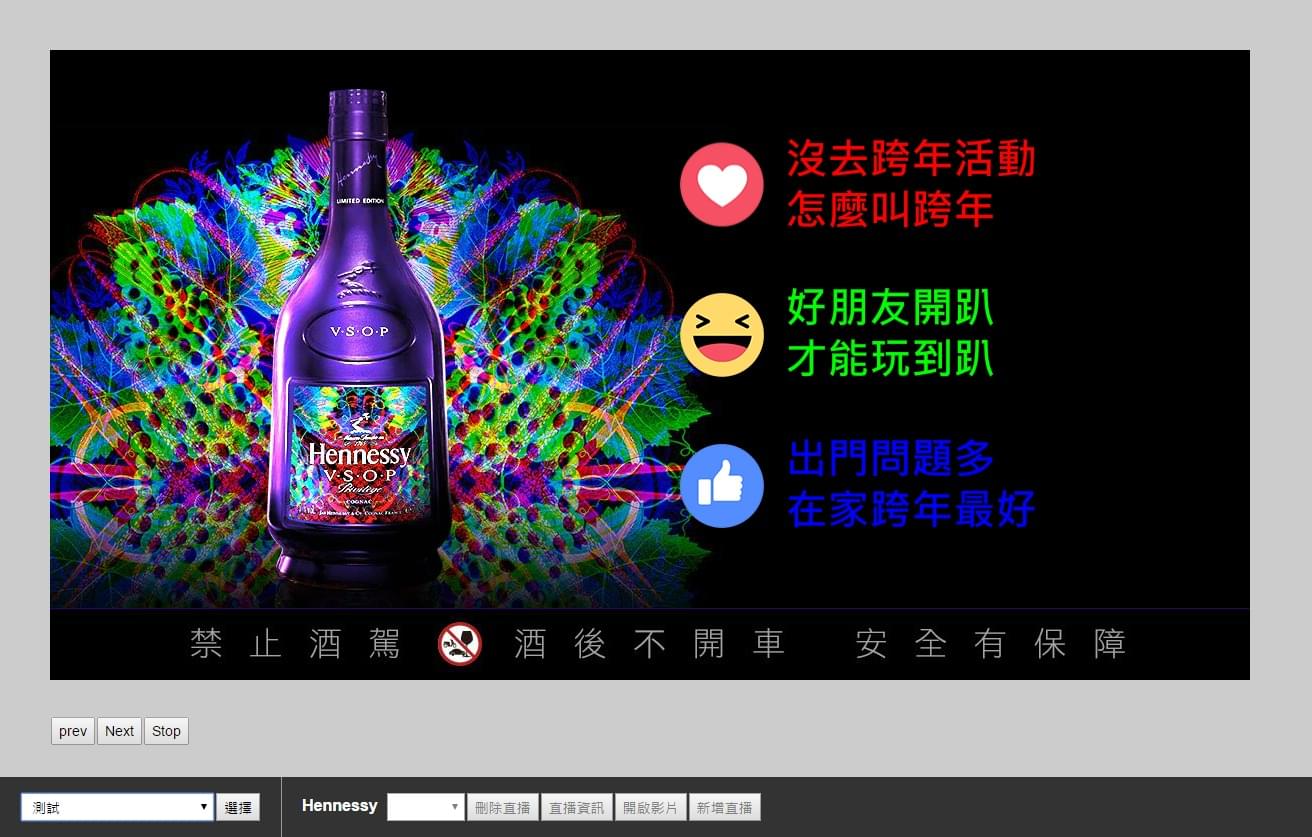 Hennessy
LIMITED EDITION
V·S·O·P
Hennessy
V·S·O·P
Privilège
COGNAC
沒去跨年活動
怎麼叫跨年
好朋友開趴
才能玩到趴
出門問題多
在家跨年最好
禁止酒駕 酒後不開車 安全有保障
prev Next Stop
測試 選擇 Hennessy 刪除直播 直播資訊 開啟影片 新增直播